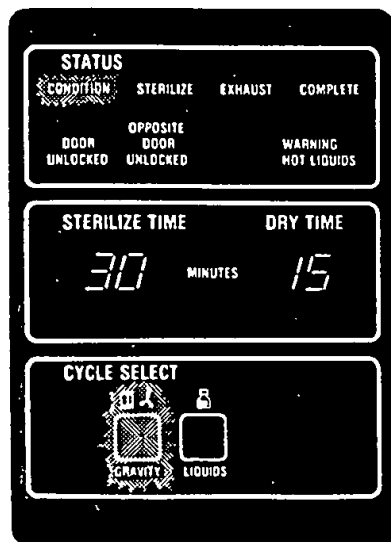 STATUS
CONDITION STERILIZE EXHAUST COMPLETE
DOOR UNLOCKED
OPPOSITE DOOR UNLOCKED
WARNING HOT LIQUIDS
STERILIZE TIME DRY TIME
30 MINUTES 15
CYCLE SELECT
GRAVITY LIQUIDS